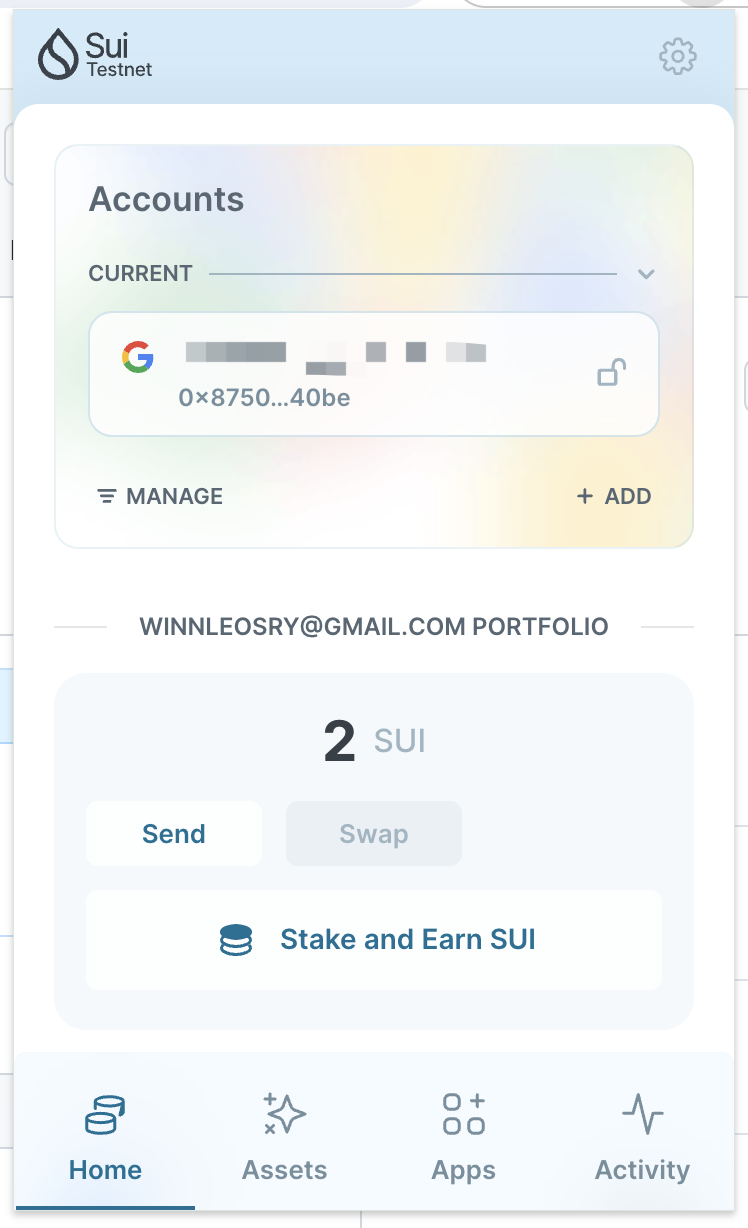 Sui
Testnet
Accounts
CURRENT
0×8750...40be
MANAGE
+ ADD
WINNLEOSRY@GMAIL.COM PORTFOLIO
2 SUI
Send
Swap
Stake and Earn SUI
Home
Assets
Apps
Activity